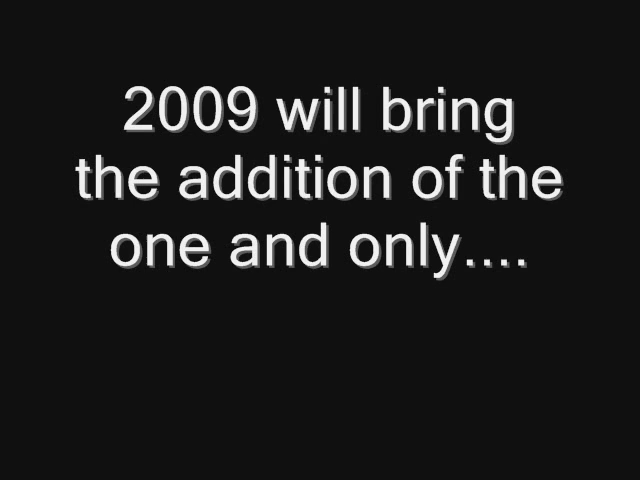 2009 will bring
the addition of the
one and only....